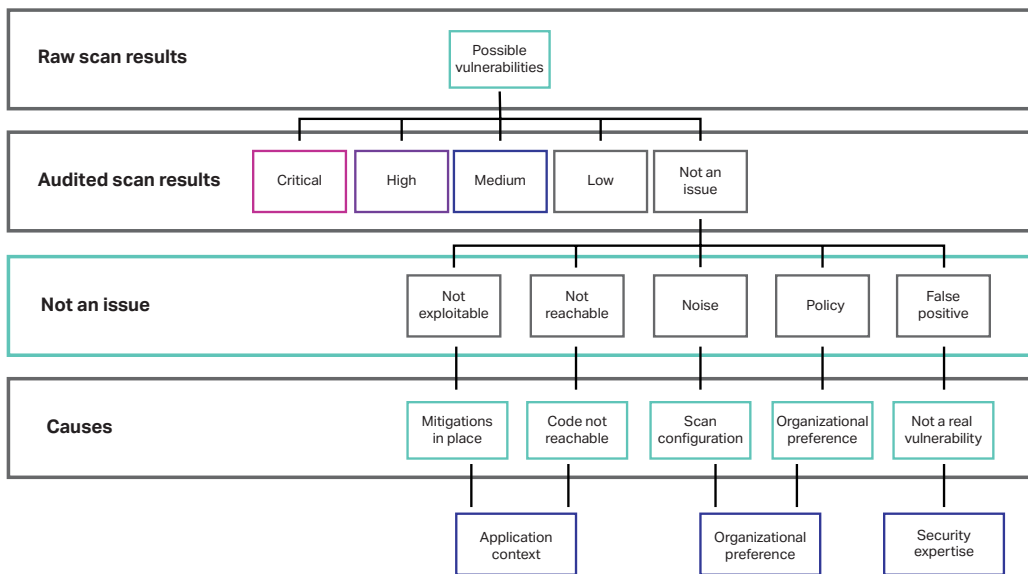 Raw scan results
Possible
vulnerabilities
Audited scan results
Critical
High
Medium
Low
Not an
issue
Not an issue
Not
exploitable
Not
reachable
Noise
Policy
False
positive
Causes
Mitigations
in place
Code not
reachable
Scan
configuration
Organizational
preference
Not a real
vulnerability
Application
context
Organizational
preference
Security
expertise